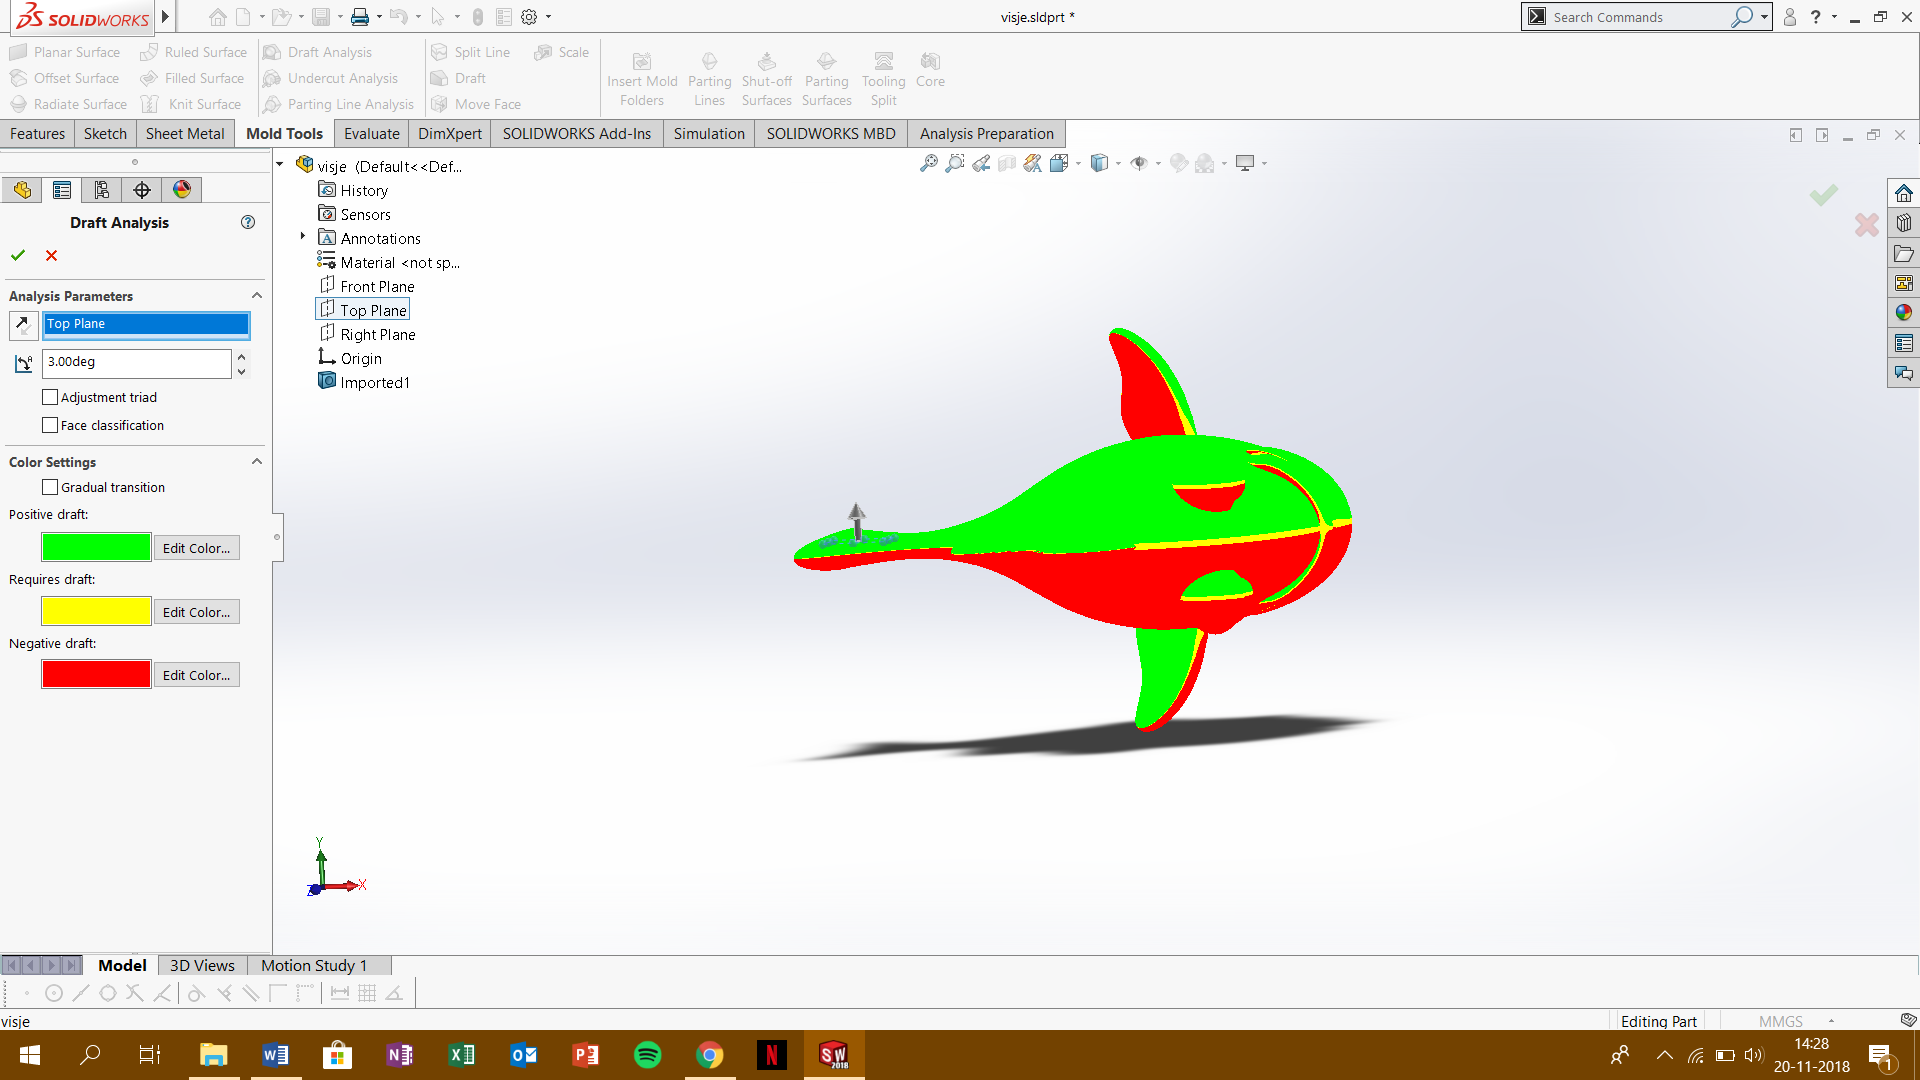 SOLIDWORKS
visje.sldprt *
Search Commands
?
Planar Surface
Ruled Surface
Draft Analysis
Split Line
Scale
Offset Surface
Filled Surface
Undercut Analysis
Draft
Radiate Surface
Knit Surface
Parting Line Analysis
Move Face
Insert Mold Folders
Parting Lines
Shut-off Surfaces
Parting Surfaces
Tooling Split
Core
Features
Sketch
Sheet Metal
Mold Tools
Evaluate
DimXpert
SOLIDWORKS Add-Ins
Simulation
SOLIDWORKS MBD
Analysis Preparation
visje (Default<<Def...
History
Sensors
Annotations
Material <not sp...
Front Plane
Top Plane
Right Plane
Origin
Imported1
Draft Analysis
?
Analysis Parameters
Top Plane
3.00deg
Adjustment triad
Face classification
Color Settings
Gradual transition
Positive draft:
Edit Color...
Requires draft:
Edit Color...
Negative draft:
Edit Color...
Y
X
Z
Model
3D Views
Motion Study 1
visje
Editing Part
MMGS
SW
2018
14:28
20-11-2018
1